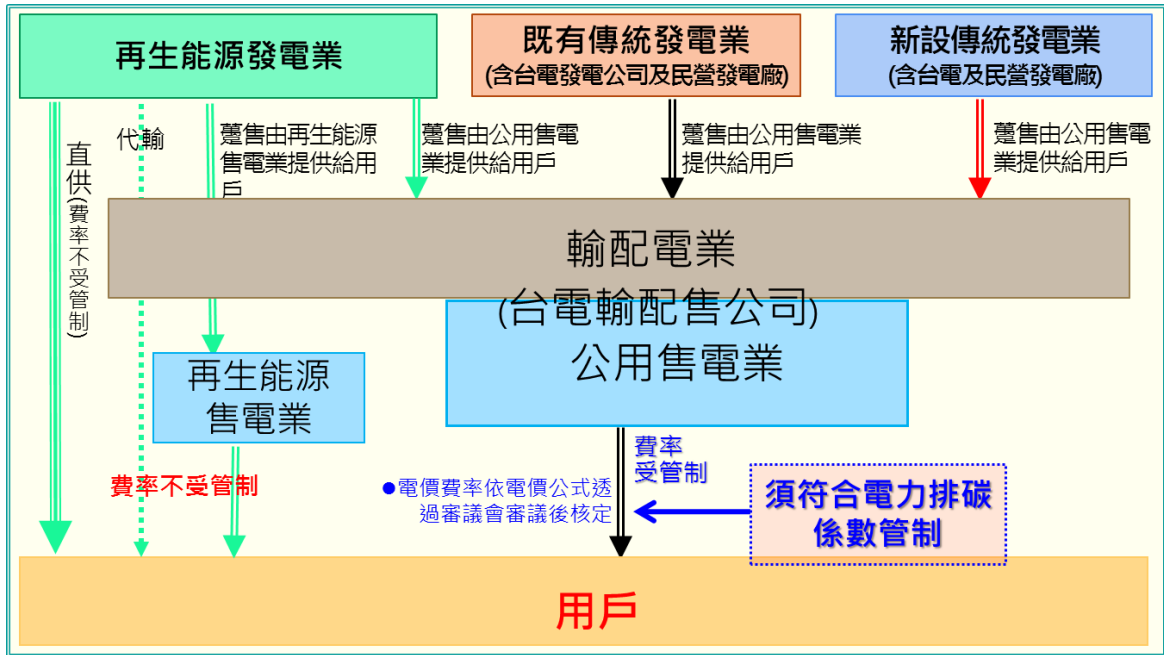 再生能源發電業
既有傳統發電業
(含台電發電公司及民營發電廠)
新設傳統發電業
(含台電及民營發電廠)
直供(費率不受管制)
代輸
躉售由再生能源
售電業提供給用
戶
躉售由公用售電
業提供給用戶
躉售由公用售電業
提供給用戶
躉售由公用售電
業提供給用戶
輸配電業
(台電輸配售公司)
公用售電業
再生能源
售電業
費率不受管制
費率
受管制
●電價費率依電價公式透
過審議會審議後核定
須符合電力排碳
係數管制
用戶